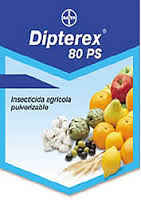 BAYER
Dipterex®
80 PS
Insecticida agrícola
pulverizable